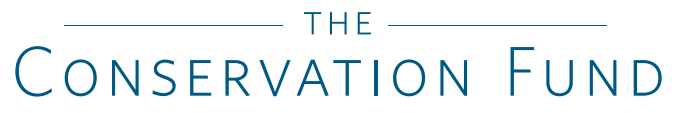 THE
CONSERVATION FUND